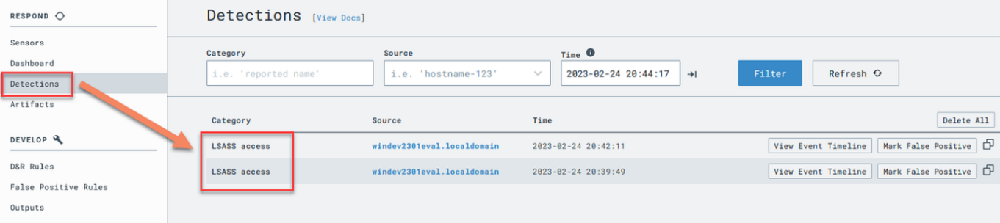 RESPOND
Sensors
Dashboard
Detections
Artifacts
DEVELOP
D&R Rules
False Positive Rules
Outputs
Detections [View Docs]
Category Source Time
i.e. 'reported name' i.e. 'hostname-123' 2023-02-24 20:44:17 Filter Refresh
Category Source Time Delete All
LSASS access windev2301eval.localdomain 2023-02-24 20:42:11 View Event Timeline Mark False Positive
LSASS access windev2301eval.localdomain 2023-02-24 20:39:49 View Event Timeline Mark False Positive